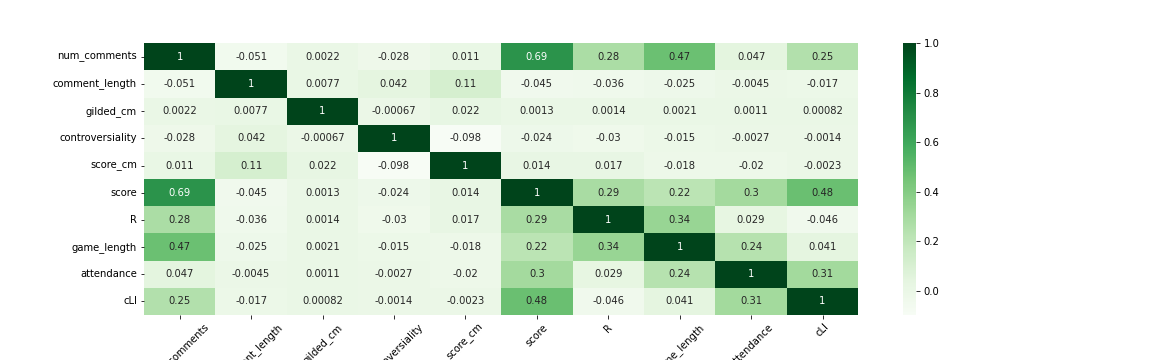 num_comments 1 -0.051 0.0022 -0.028 0.011 0.69 0.28 0.47 0.047 0.25
comment_length -0.051 1 0.0077 0.042 0.11 -0.045 -0.036 -0.025 -0.0045 -0.017
gilded_cm 0.0022 0.0077 1 -0.00067 0.022 0.0013 0.0014 0.0021 0.0011 0.00082
controversiality -0.028 0.042 -0.00067 1 -0.098 -0.024 -0.03 -0.015 -0.0027 -0.0014
score_cm 0.011 0.11 0.022 -0.098 1 0.014 0.017 -0.018 -0.02 -0.0023
score 0.69 -0.045 0.0013 -0.024 0.014 1 0.29 0.22 0.3 0.48
R 0.28 -0.036 0.0014 -0.03 0.017 0.29 1 0.34 0.029 -0.046
game_length 0.47 -0.025 0.0021 -0.015 -0.018 0.22 0.34 1 0.24 0.041
attendance 0.047 -0.0045 0.0011 -0.0027 -0.02 0.3 0.029 0.24 1 0.31
cLI 0.25 -0.017 0.00082 -0.0014 -0.0023 0.48 -0.046 0.041 0.31 1
comments nt_length gilded_cm versiality score_cm score R ne_length ttendance cLI
1.0
0.8
0.6
0.4
0.2
0.0